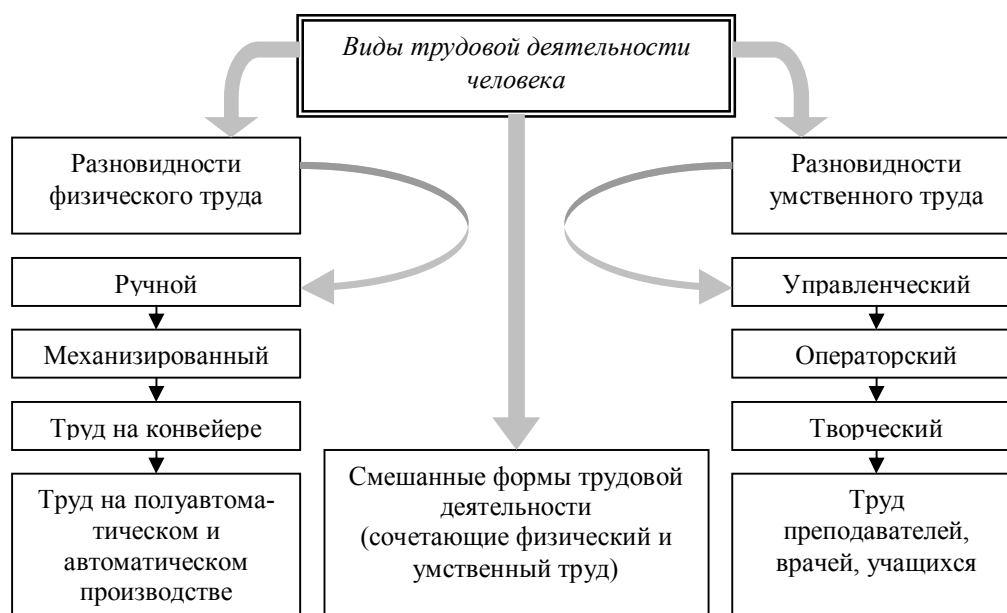 Виды трудовой деятельности
человека
Разновидности
физического труда
Разновидности
умственного труда
Ручной
Механизированный
Труд на конвейере
Труд на полуавтома-
тическом и
автоматическом
производстве
Смешанные формы трудовой
деятельности
(сочетающие физический и
умственный труд)
Управленческий
Операторский
Творческий
Труд
преподавателей,
врачей, учащихся